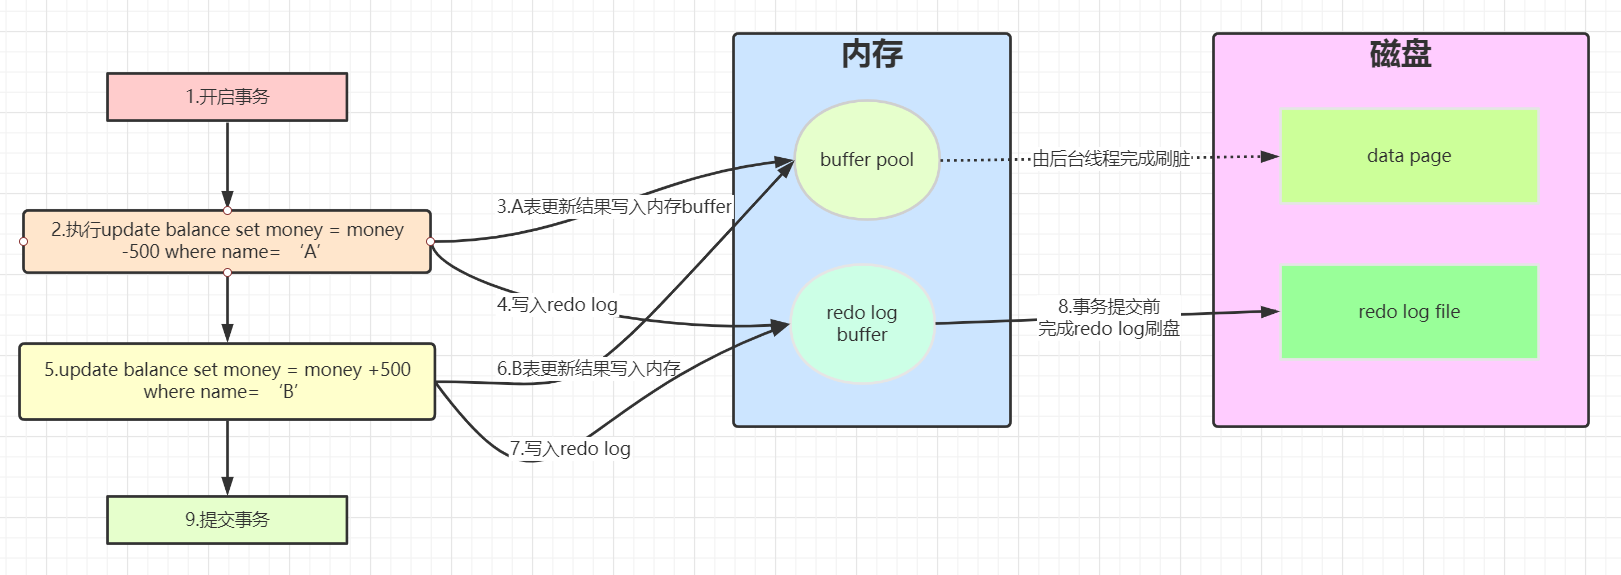 内存
磁盘
1.开启事务
buffer pool
由后台线程完成刷脏
data page
3.A表更新结果写入内存buffer
2.执行update balance set money = money
-500 where name= ‘A’
4.写入redo log
redo log
buffer
8.事务提交前
完成redo log刷盘
redo log file
5.update balance set money = money +500
where name= ‘B’
6.B表更新结果写入内存
7.写入redo log
9.提交事务